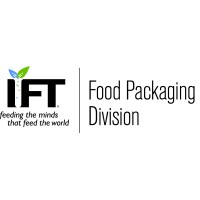 IFT®
feeding the minds
that feed the world
Food Packaging
Division